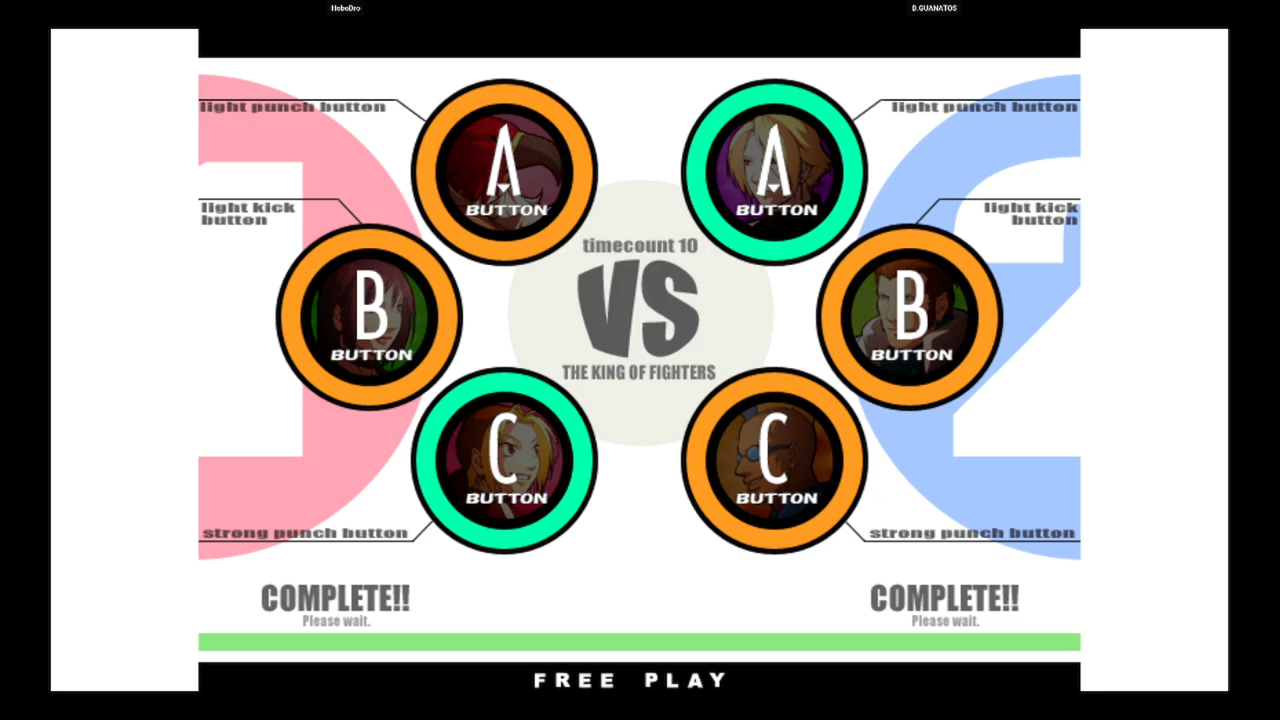 HoboDro
D.GUANATOS
light punch button
A
BUTTON
A
BUTTON
light punch button
light kick
button
light kick
button
timecount 10
VS
THE KING OF FIGHTERS
B
BUTTON
B
BUTTON
C
BUTTON
C
BUTTON
strong punch button
strong punch button
COMPLETE!!
Please wait.
COMPLETE!!
Please wait.
FREE PLAY